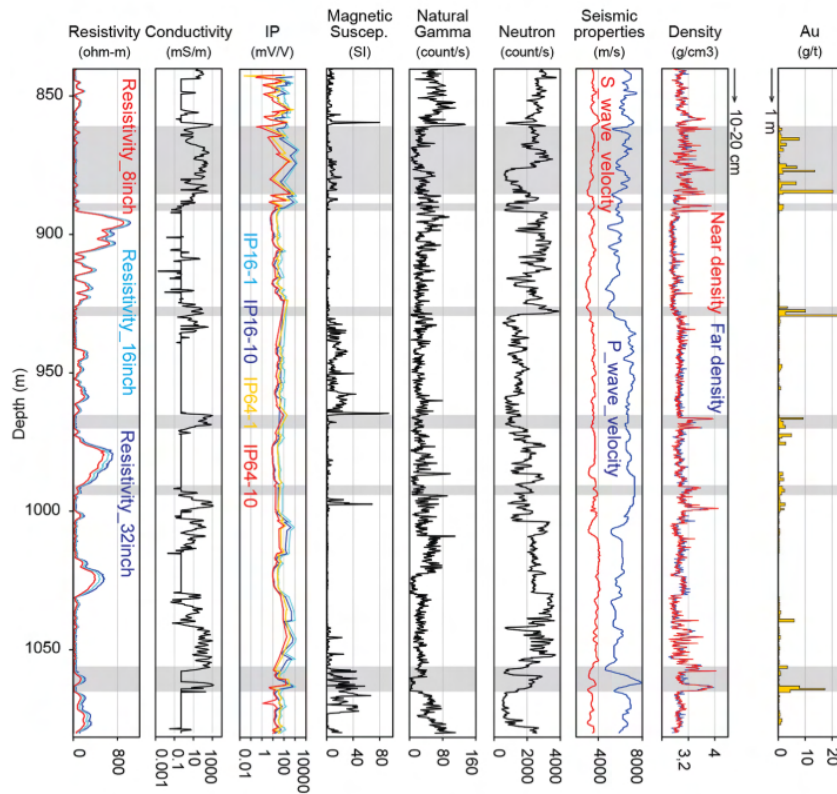 Resistivity
(ohm-m)
Conductivity
(mS/m)
IP
(mV/V)
Magnetic
Suscep.
(SI)
Natural
Gamma
(count/s)
Neutron
(count/s)
Seismic
properties
(m/s)
Density
(g/cm3)
Au
(g/t)
10-20 cm
1 m
Depth (m)
850
900
950
1000
1050
Resistivity_8inch
Resistivity_16inch
Resistivity_32inch
IP16-1
IP16-10
IP64-1
IP64-10
S_wave_velocity
P_wave_velocity
Near density
Far density
0
800
0.001
0.1
10
1000
0.01
1
100
10000
0
40
80
0
80
160
0
2000
4000
4000
8000
3,2
4
0
10
20